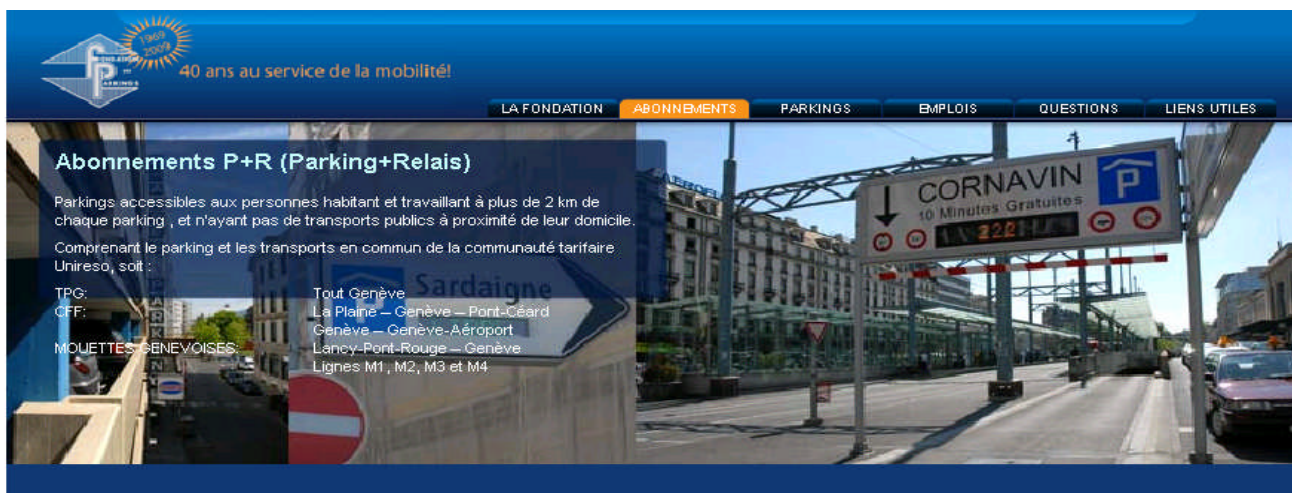 1969
2009
FONDATION
DES
PARKINGS
40 ans au service de la mobilité!
LA FONDATION
ABONNEMENTS
PARKINGS
EMPLOIS
QUESTIONS
LIENS UTILES
Abonnements P+R (Parking+Relais)
Parkings accessibles aux personnes habitant et travaillant à plus de 2 km de
chaque parking , et n'ayant pas de transports publics à proximité de leur domicile.
Comprenant le parking et les transports en commun de la communauté tarifaire
Unireso, soit :
TPG: Tout Genève
CFF: La Plaine – Genève – Pont-Céard
Genève – Genève-Aéroport
MOUETTES GENEVOISES: Lancy-Pont-Rouge – Genève
Lignes M1, M2, M3 et M4
PARKING
P
Sardaigne
CORNAVIN
P
10 Minutes Gratuites
222